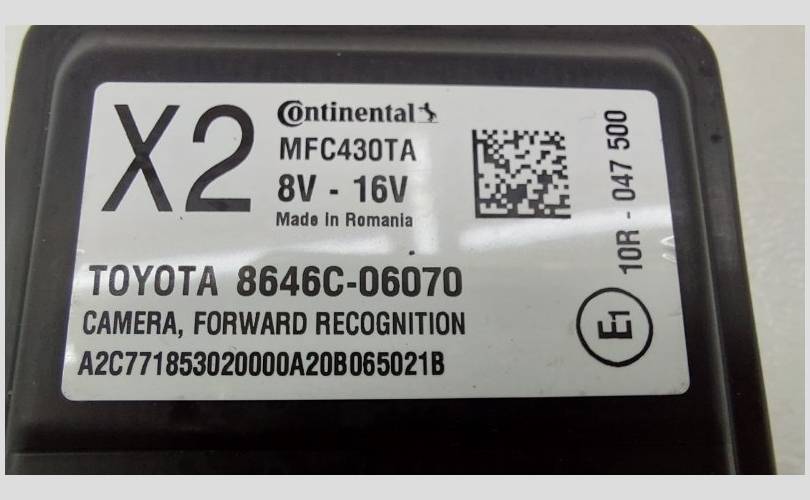 X2
Continental
MFC430TA
8V - 16V
Made In Romania
TOYOTA 8646C-06070
CAMERA, FORWARD RECOGNITION
A2C771853020000A20B065021B
10R - 047 500
E1